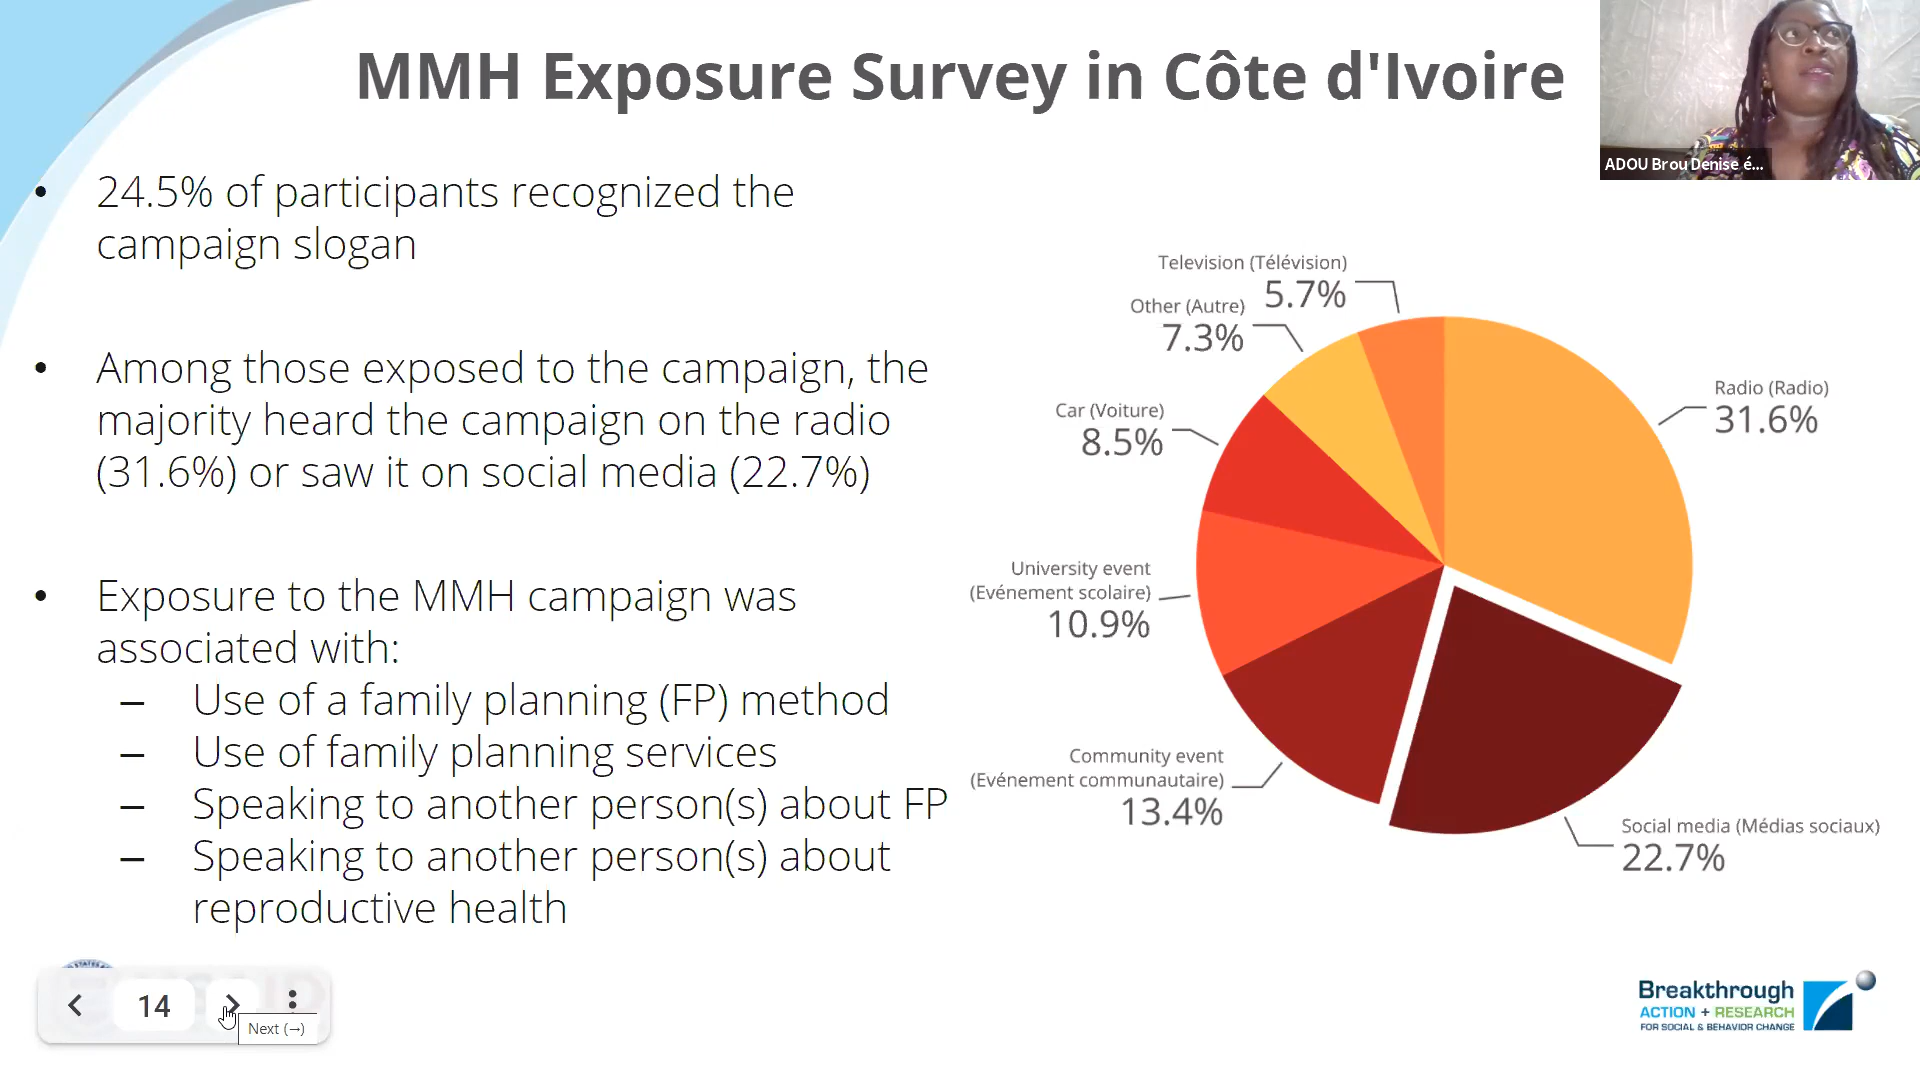 MMH Exposure Survey in Côte d'Ivoire
ADOU Brou Denise é...
• 24.5% of participants recognized the
campaign slogan
• Among those exposed to the campaign, the
majority heard the campaign on the radio
(31.6%) or saw it on social media (22.7%)
• Exposure to the MMH campaign was
associated with:
– Use of a family planning (FP) method
– Use of family planning services
– Speaking to another person(s) about FP
– Speaking to another person(s) about
reproductive health
Television (Télévision)
5.7%
Other (Autre)
7.3%
Car (Voiture)
8.5%
Radio (Radio)
31.6%
University event
(Evénement scolaire)
10.9%
Community event
(Evénement communautaire)
13.4%
Social media (Médias sociaux)
22.7%
14
Next (→)
Breakthrough
ACTION + RESEARCH
FOR SOCIAL & BEHAVIOR CHANGE